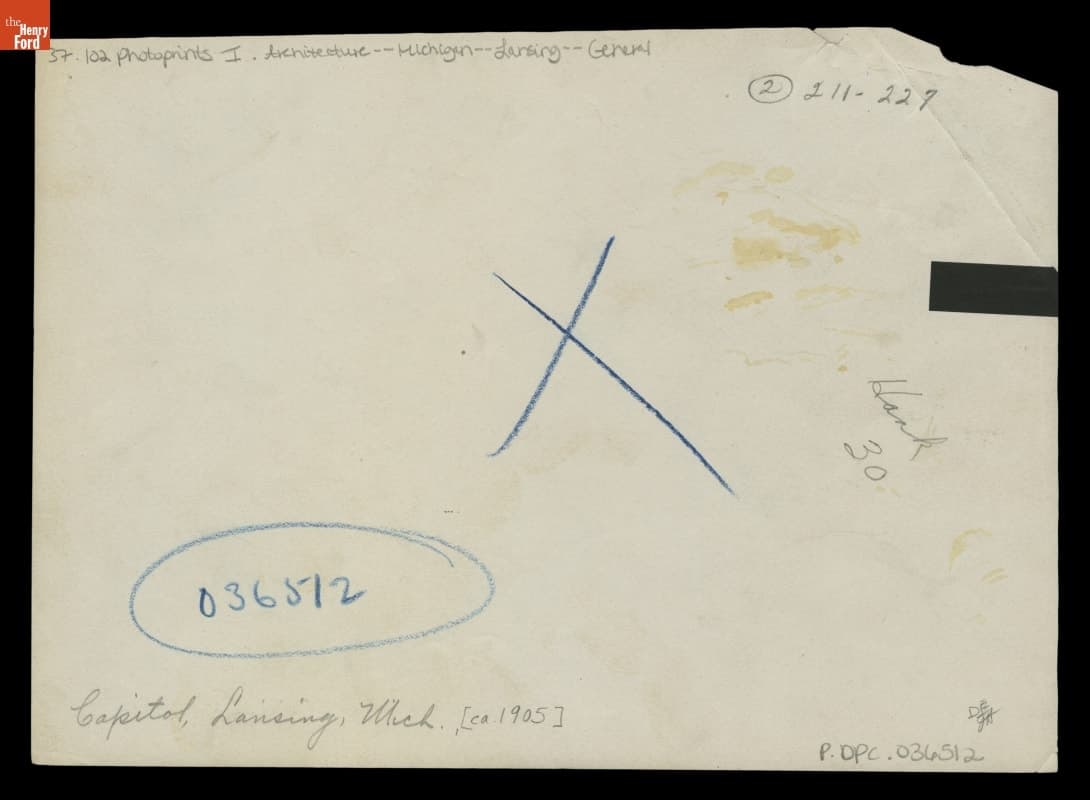 the
Henry
Ford
37.102 Photoprints I. Architecture--Michigan--Lansing--General
② 211-227
Hank
30
036512
Capitol, Lansing, Mich. [ca. 1905]
P.DPC.036512